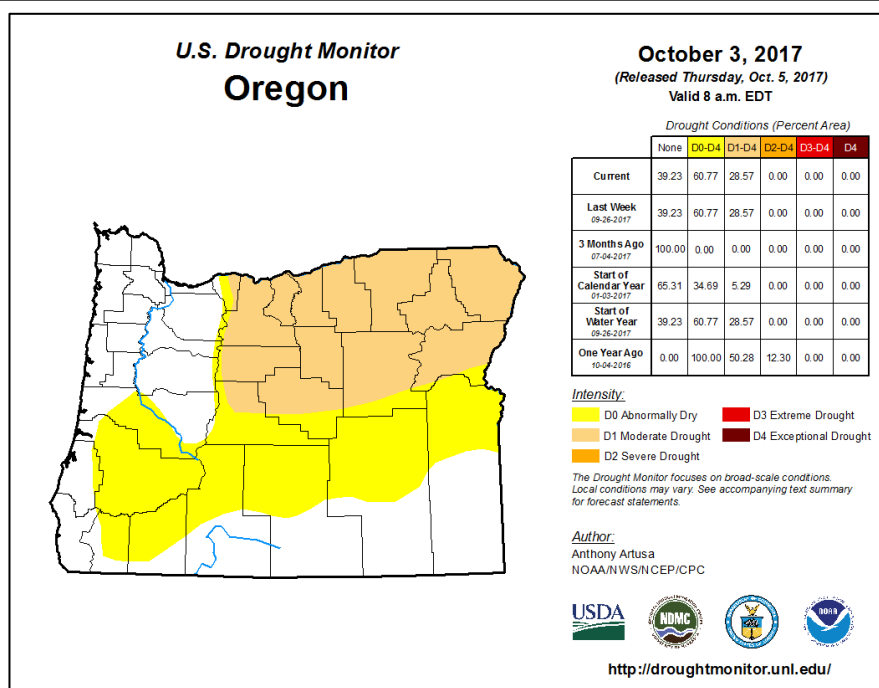 U.S. Drought Monitor
Oregon
October 3, 2017
(Released Thursday, Oct. 5, 2017)
Valid 8 a.m. EDT
Drought Conditions (Percent Area)
None D0-D4 D1-D4 D2-D4 D3-D4 D4
Current 39.23 60.77 28.57 0.00 0.00 0.00
Last Week
09-26-2017 39.23 60.77 28.57 0.00 0.00 0.00
3 Months Ago
07-04-2017 100.00 0.00 0.00 0.00 0.00 0.00
Start of
Calendar Year
01-03-2017 65.31 34.69 5.29 0.00 0.00 0.00
Start of
Water Year
09-26-2017 39.23 60.77 28.57 0.00 0.00 0.00
One Year Ago
10-04-2016 0.00 100.00 50.28 12.30 0.00 0.00
Intensity:
D0 Abnormally Dry D3 Extreme Drought
D1 Moderate Drought D4 Exceptional Drought
D2 Severe Drought
The Drought Monitor focuses on broad-scale conditions.
Local conditions may vary. See accompanying text summary
for forecast statements.
Author:
Anthony Artusa
NOAA/NWS/NCEP/CPC
USDA NDMC NOAA
http://droughtmonitor.unl.edu/